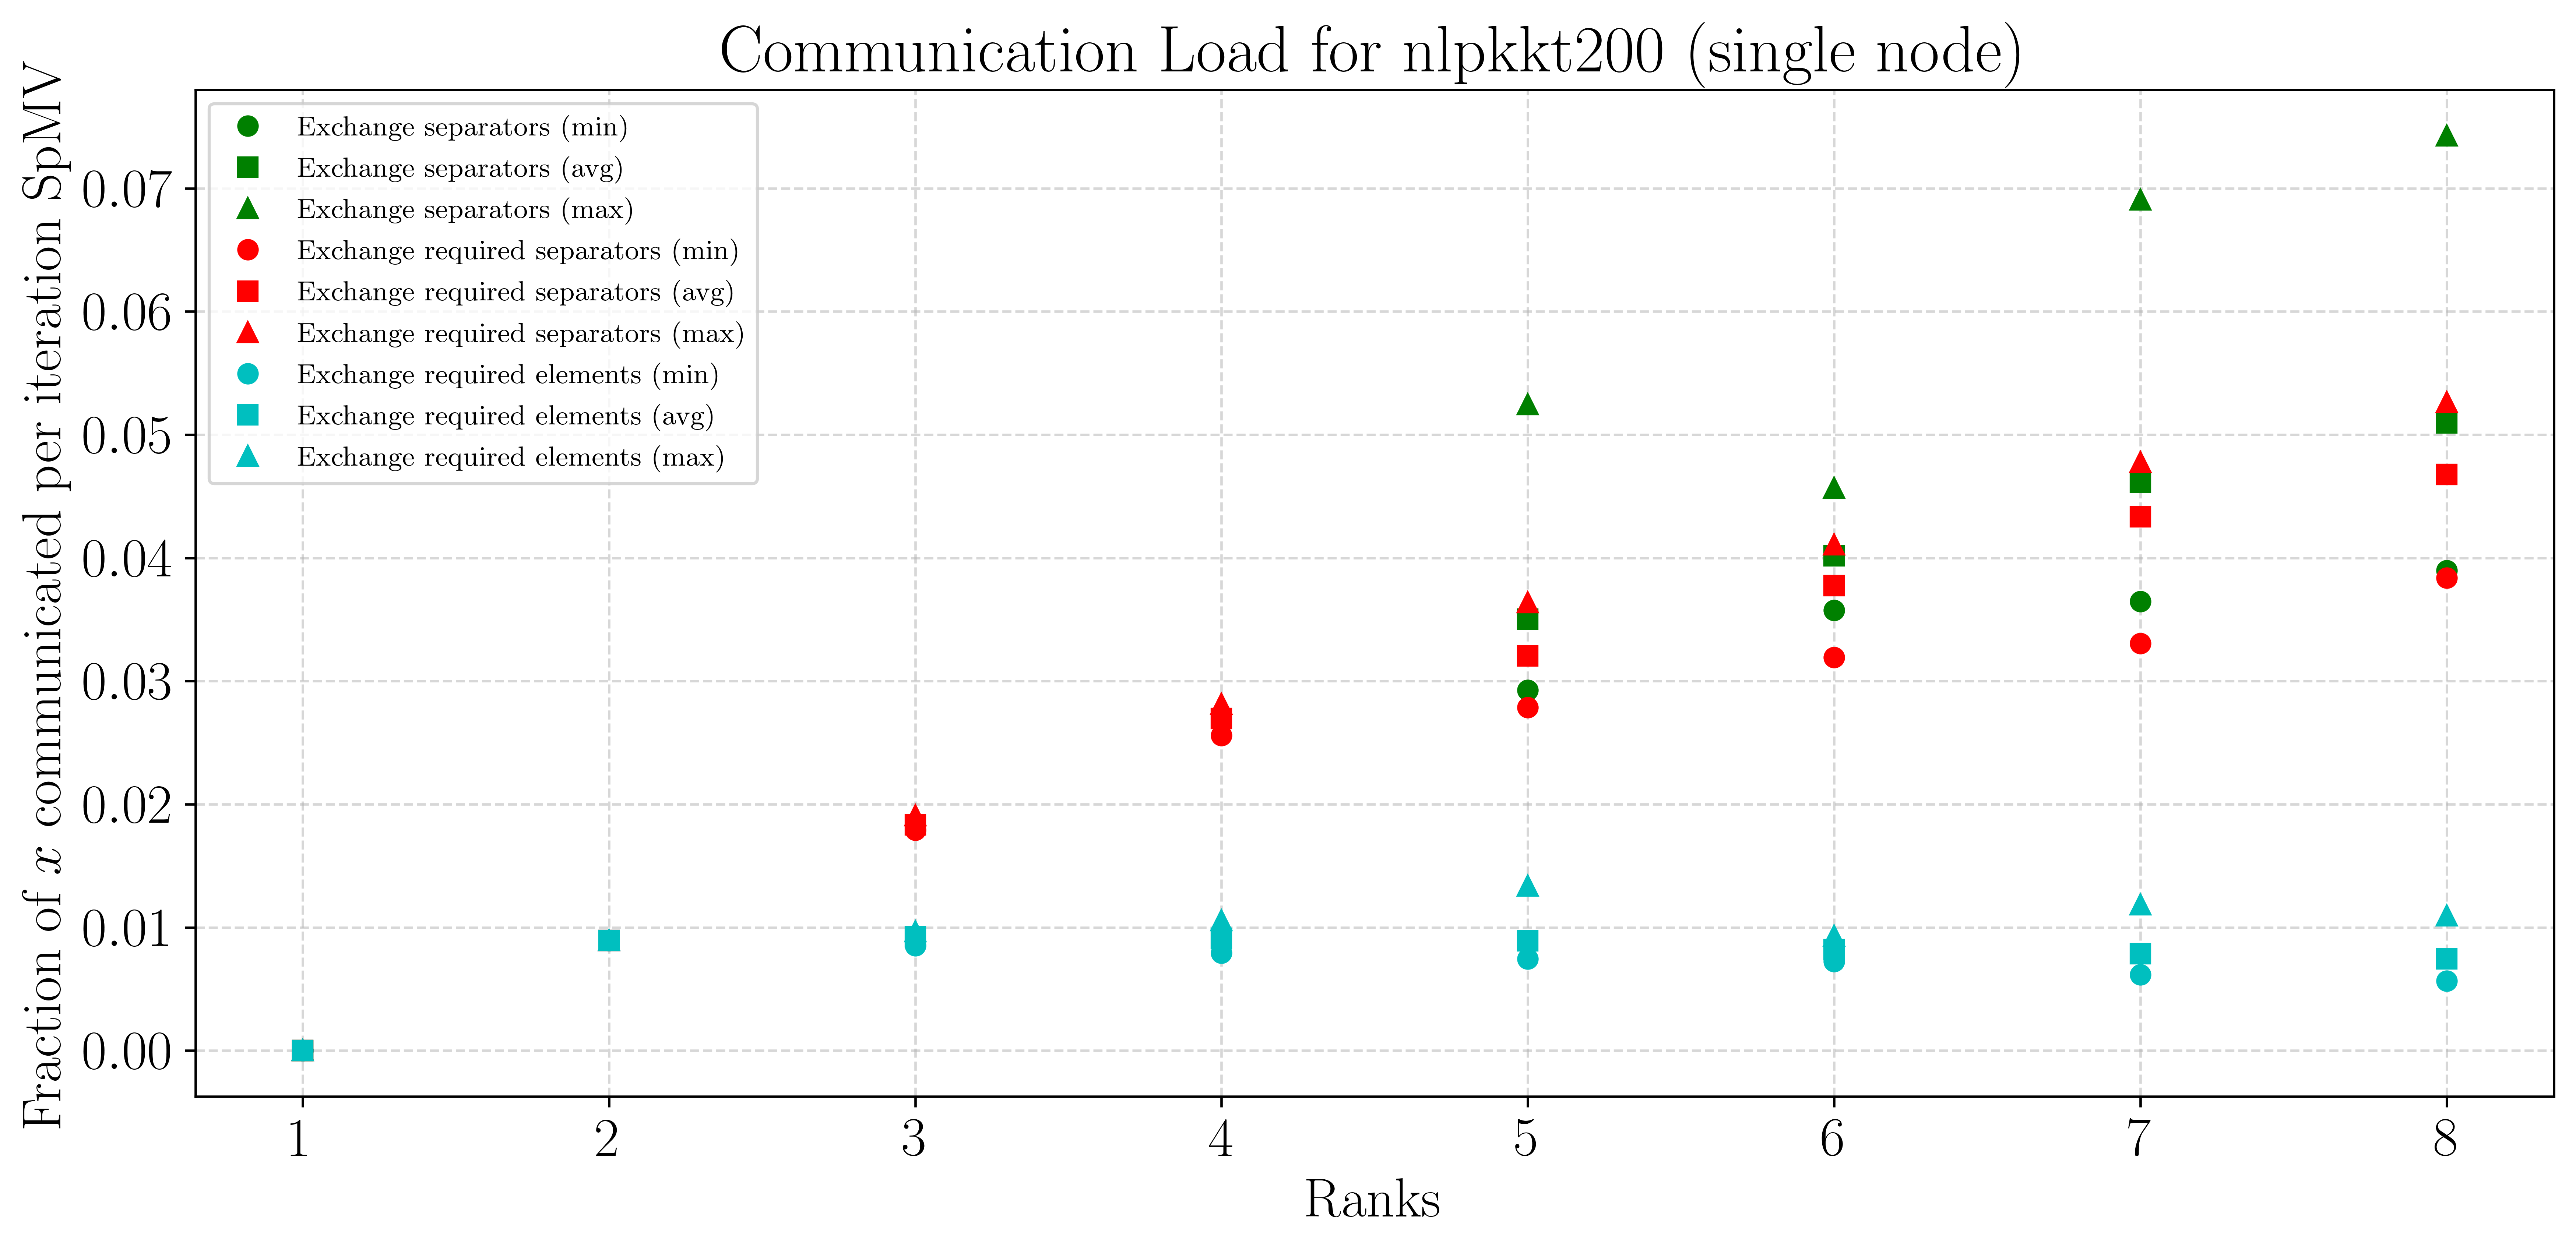 Communication Load for nlpkkt200 (single node)
Fraction of x communicated per iteration SpMV
Exchange separators (min)
Exchange separators (avg)
Exchange separators (max)
Exchange required separators (min)
Exchange required separators (avg)
Exchange required separators (max)
Exchange required elements (min)
Exchange required elements (avg)
Exchange required elements (max)
0.07
0.06
0.05
0.04
0.03
0.02
0.01
0.00
1 2 3 4 5 6 7 8
Ranks